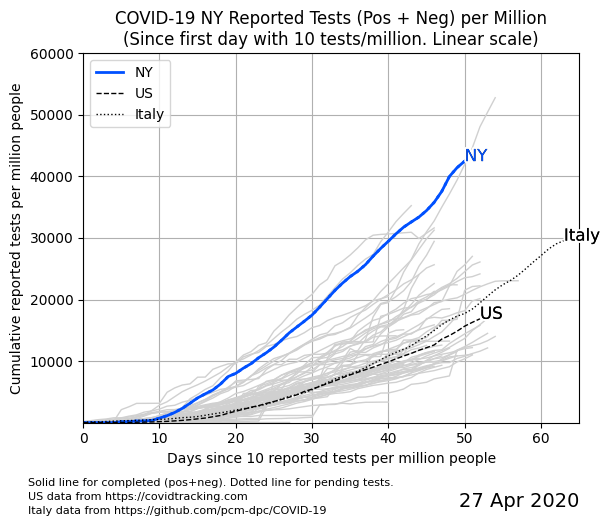 COVID-19 NY Reported Tests (Pos + Neg) per Million
(Since first day with 10 tests/million. Linear scale)
Cumulative reported tests per million people
60000
50000
40000
30000
20000
10000
NY
US
Italy
NY
Italy
US
0
10
20
30
40
50
60
Days since 10 reported tests per million people
Solid line for completed (pos+neg). Dotted line for pending tests.
US data from https://covidtracking.com
Italy data from https://github.com/pcm-dpc/COVID-19
27 Apr 2020